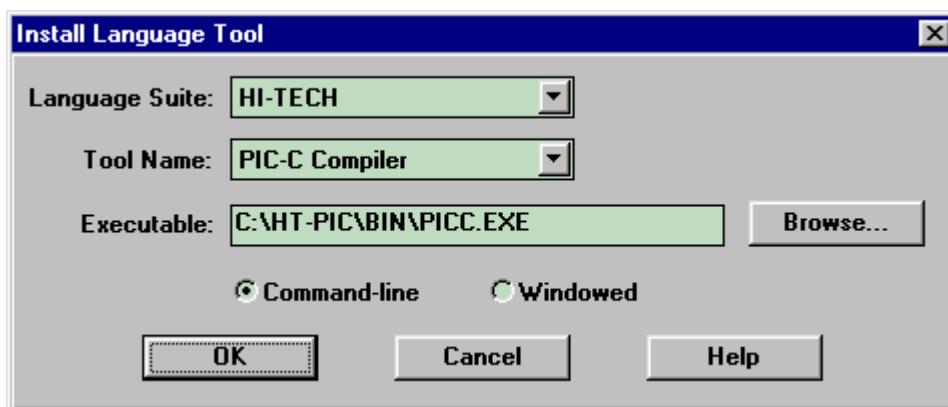 Install Language Tool
Language Suite: HI-TECH
Tool Name: PIC-C Compiler
Executable: C:\HT-PIC\BIN\PICC.EXE Browse...
Command-line Windowed
OK Cancel Help